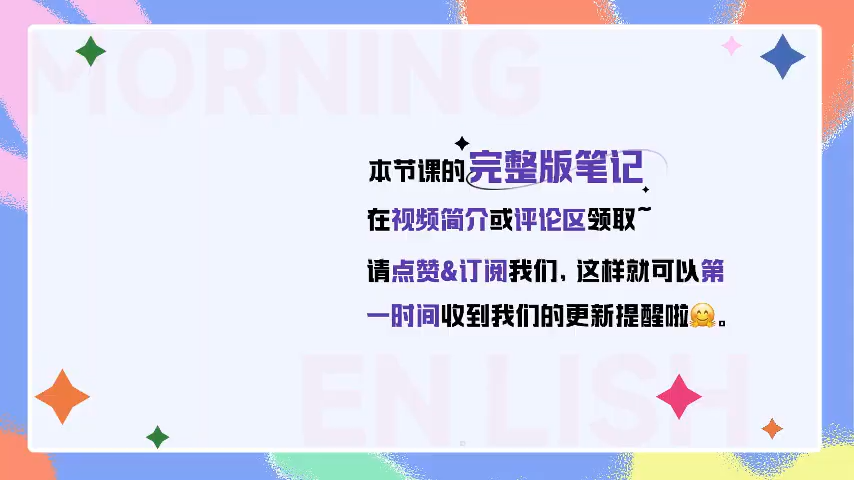 MORNING
本节课的完整版笔记
在视频简介或评论区领取~
请点赞&订阅我们，这样就可以第
一时间收到我们的更新提醒啦🤗。
EN LISH